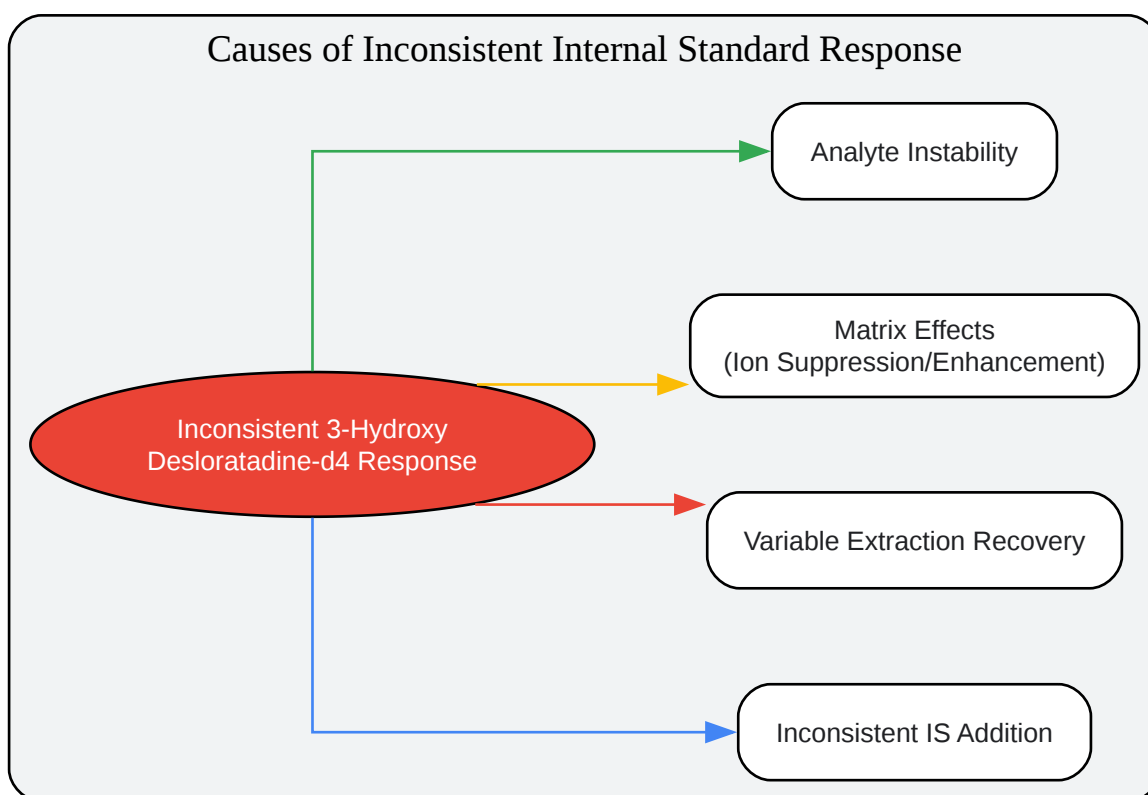 Causes of Inconsistent Internal Standard Response
Analyte Instability
Matrix Effects
(Ion Suppression/Enhancement)
Inconsistent 3-Hydroxy
Desloratadine-d4 Response
Variable Extraction Recovery
Inconsistent IS Addition